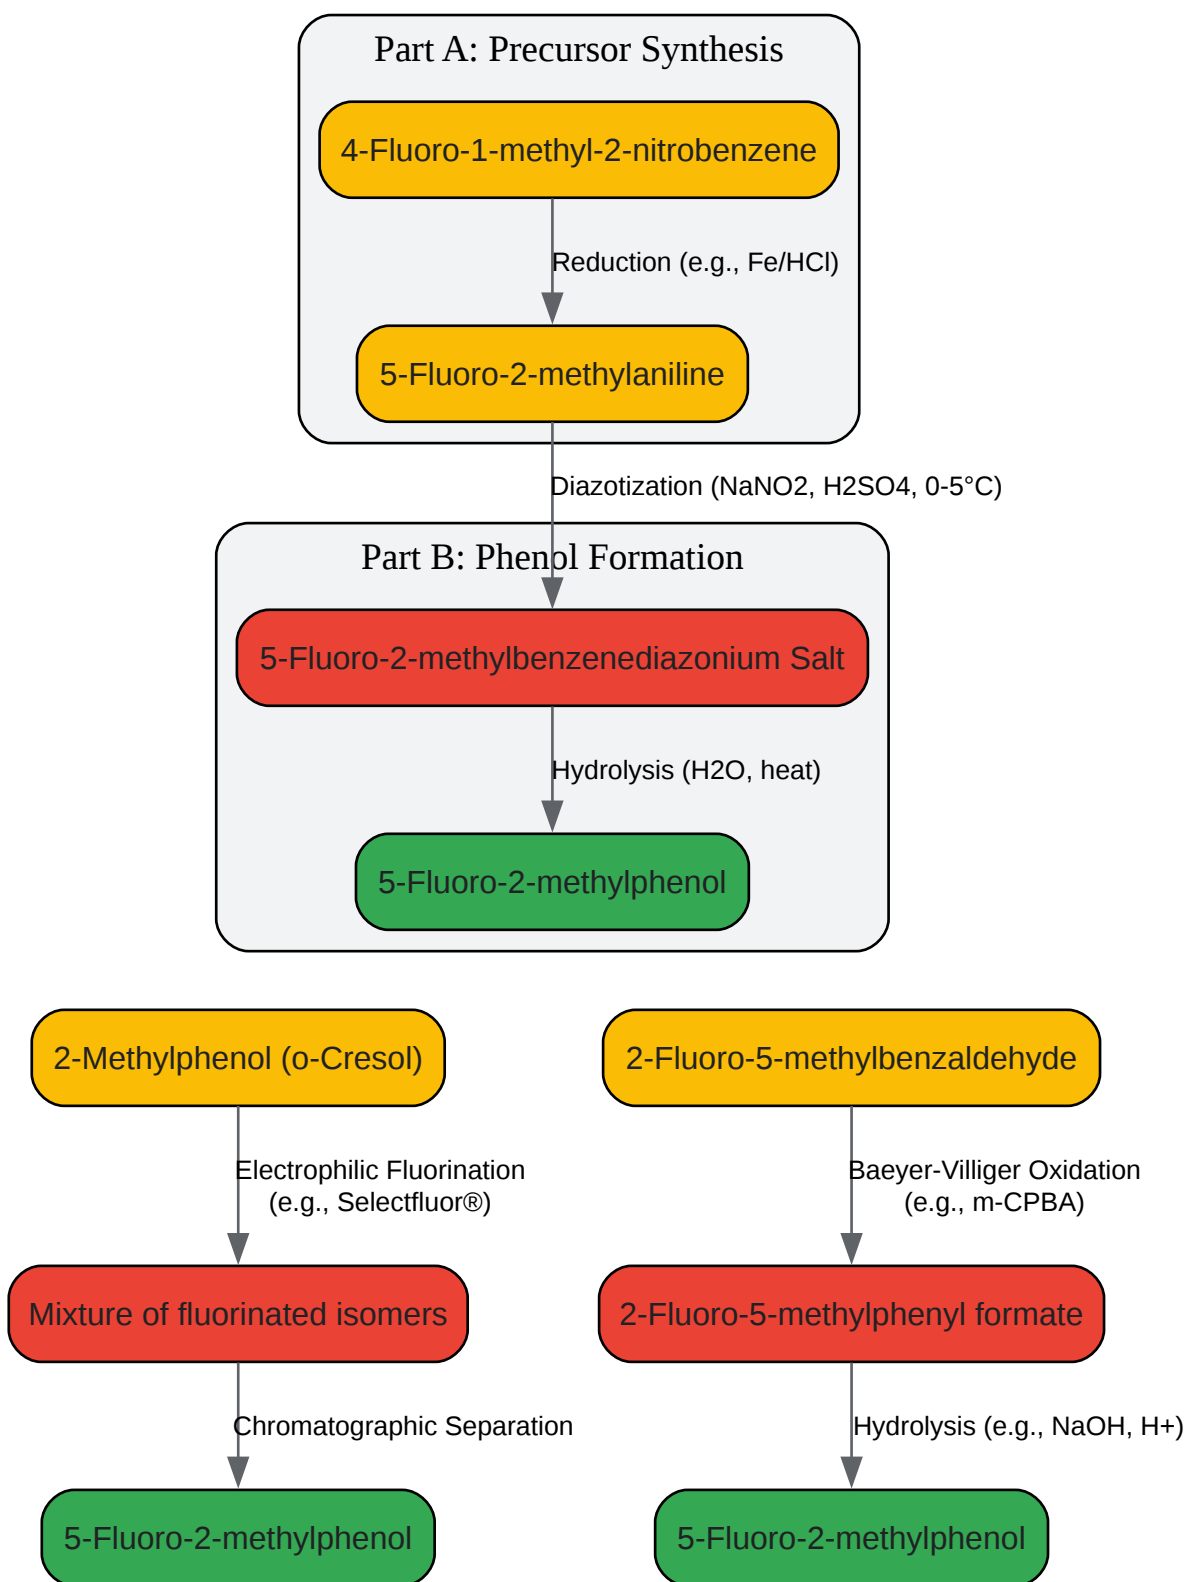 Part A: Precursor Synthesis
4-Fluoro-1-methyl-2-nitrobenzene
Reduction (e.g., Fe/HCl)
5-Fluoro-2-methylaniline
Diazotization (NaNO2, H2SO4, 0-5°C)
Part B: Phenol Formation
5-Fluoro-2-methylbenzenediazonium Salt
Hydrolysis (H2O, heat)
5-Fluoro-2-methylphenol
2-Methylphenol (o-Cresol)
Electrophilic Fluorination
(e.g., Selectfluor®)
Mixture of fluorinated isomers
Chromatographic Separation
5-Fluoro-2-methylphenol
2-Fluoro-5-methylbenzaldehyde
Baeyer-Villiger Oxidation
(e.g., m-CPBA)
2-Fluoro-5-methylphenyl formate
Hydrolysis (e.g., NaOH, H+)
5-Fluoro-2-methylphenol